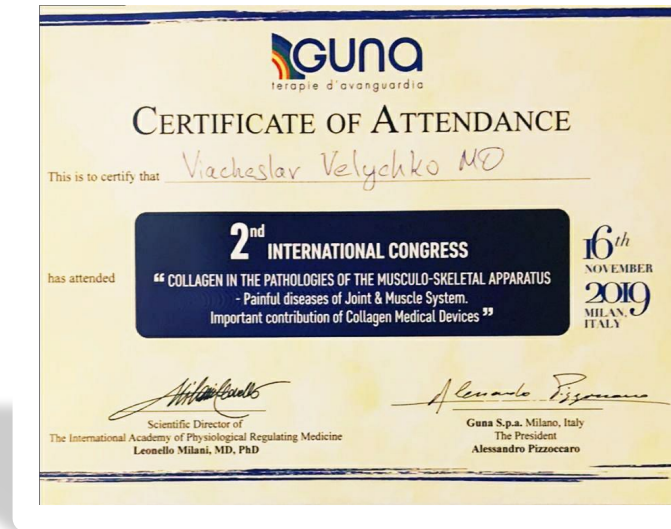 GUNA
terapie d'avanguardia
CERTIFICATE OF ATTENDANCE
This is to certify that Viacheslav Velychko MD
2nd INTERNATIONAL CONGRESS
has attended
“ COLLAGEN IN THE PATHOLOGIES OF THE MUSCULO-SKELETAL APPARATUS
- Painful diseases of Joint & Muscle System.
Important contribution of Collagen Medical Devices ”
16th
NOVEMBER
2019
MILAN,
ITALY
Scientific Director of
The International Academy of Physiological Regulating Medicine
Leonello Milani, MD, PhD
Alessandro Pizzoccaro
Guna S.p.a. Milano, Italy
The President
Alessandro Pizzoccaro